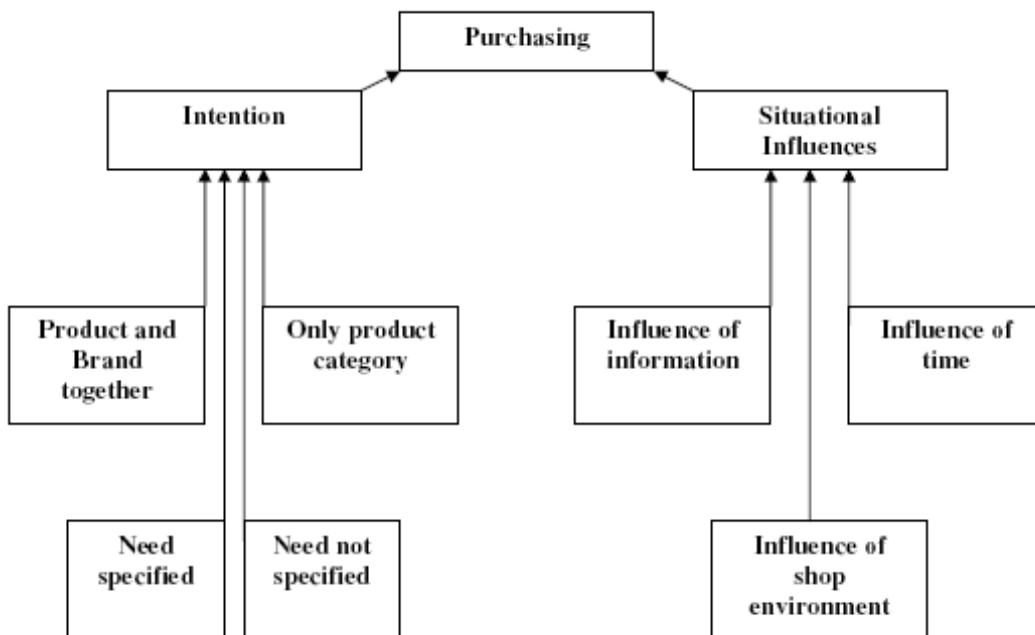 Purchasing
Intention
Situational
Influences
Product and
Brand
together
Only product
category
Influence of
information
Influence of
time
Need
specified
Need not
specified
Influence of
shop
environment